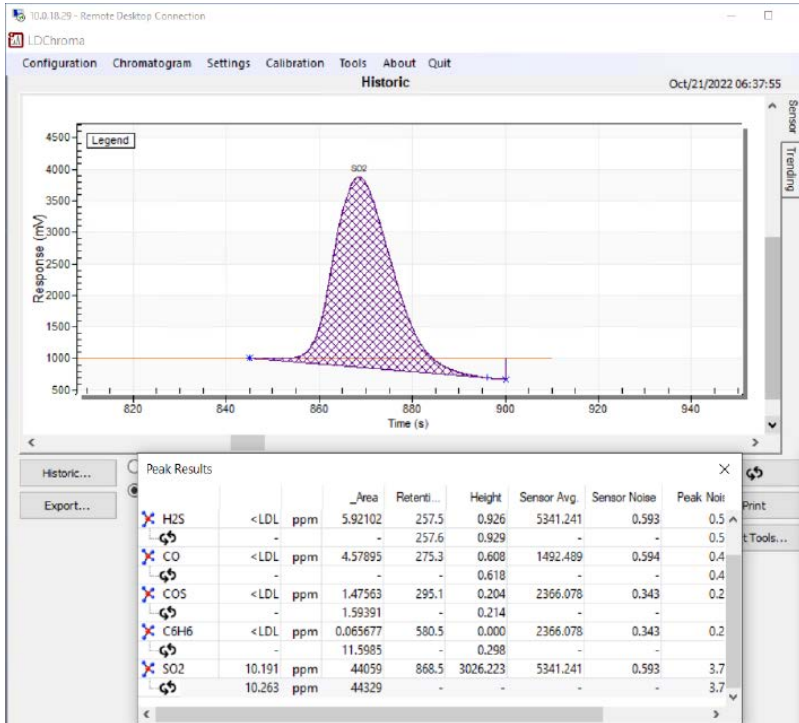 10.0.18.29 - Remote Desktop Connection
LDChroma
Configuration Chromatogram Settings Calibration Tools About Quit
Historic Oct/21/2022 06:37:55
Sensor
Trending
Legend
SO2
Response (mV)
4500
4000
3500
3000
2500
2000
1500
1000
500
820 840 860 880 900 920 940
Time (s)
Historic...
Export...
Print
t Tools...
Peak Results
_Area Retenti... Height Sensor Avg. Sensor Noise Peak Nois
H2S <LDL ppm 5.92102 257.5 0.926 5341.241 0.593 0.5
- - 257.6 0.929 - - 0.5
CO <LDL ppm 4.57895 275.3 0.608 1492.489 0.594 0.4
- - - 0.618 - - 0.4
COS <LDL ppm 1.47563 295.1 0.204 2366.078 0.343 0.2
- 1.59391 - 0.214 - - 0.2
C6H6 <LDL ppm 0.065677 580.5 0.000 2366.078 0.343 0.2
- 11.5985 - 0.298 - - 0.2
SO2 10.191 ppm 44059 868.5 3026.223 5341.241 0.593 3.7
10.263 ppm 44329 - - - - 3.7